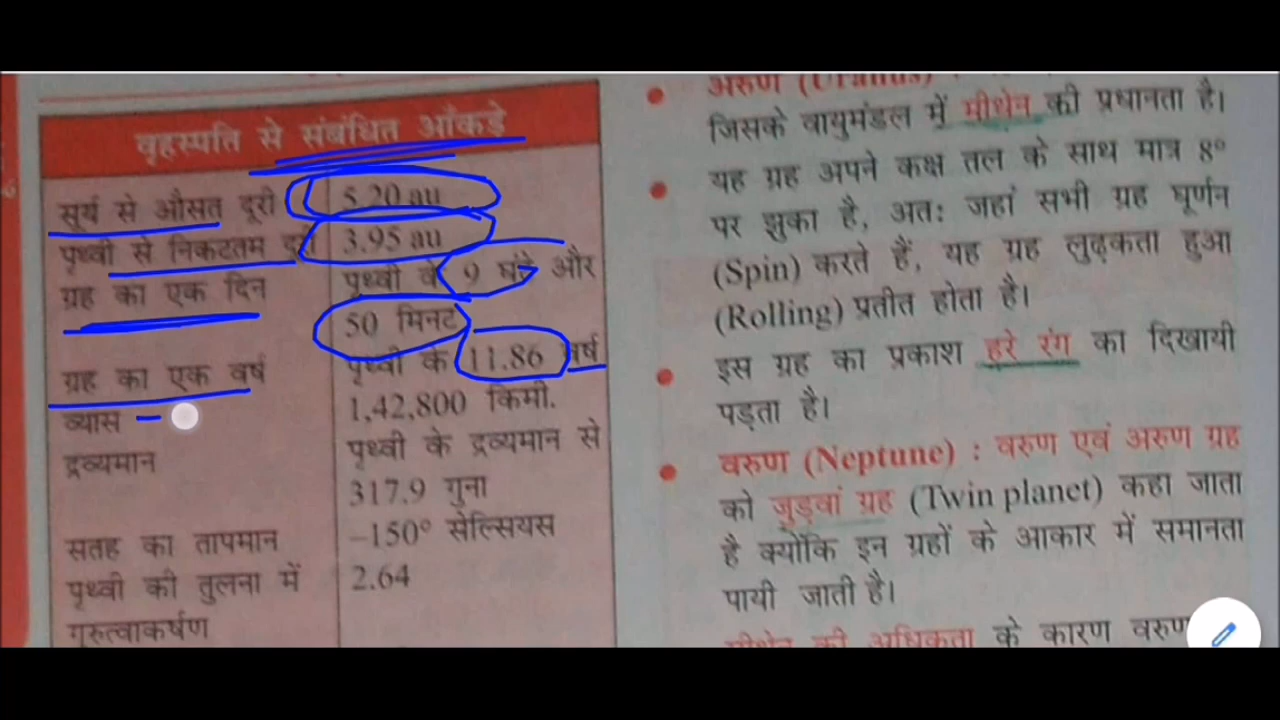 वृहस्पति से संबंधित आँकड़े
सूर्य से औसत दूरी 5.20 au
पृथ्वी से निकटतम दूरी 3.95 au
ग्रह का एक दिन पृथ्वी के 9 घंटे और
50 मिनट
ग्रह का एक वर्ष पृथ्वी के 11.86 वर्ष
व्यास 1,42,800 किमी.
द्रव्यमान पृथ्वी के द्रव्यमान से
317.9 गुना
सतह का तापमान –150° सेल्सियस
पृथ्वी की तुलना में 2.64
गुरुत्वाकर्षण
• अरुण (Uranus) :
जिसके वायुमंडल में मीथेन की प्रधानता है।
• यह ग्रह अपने कक्ष तल के साथ मात्र 8°
पर झुका है, अतः जहां सभी ग्रह घूर्णन
(Spin) करते हैं, यह ग्रह लुढ़कता हुआ
(Rolling) प्रतीत होता है।
• इस ग्रह का प्रकाश हरे रंग का दिखायी
पड़ता है।
• वरुण (Neptune) : वरुण एवं अरुण ग्रह
को जुड़वां ग्रह (Twin planet) कहा जाता
है क्योंकि इन ग्रहों के आकार में समानता
पायी जाती है।
मीथेन की अधिकता के कारण वरुण